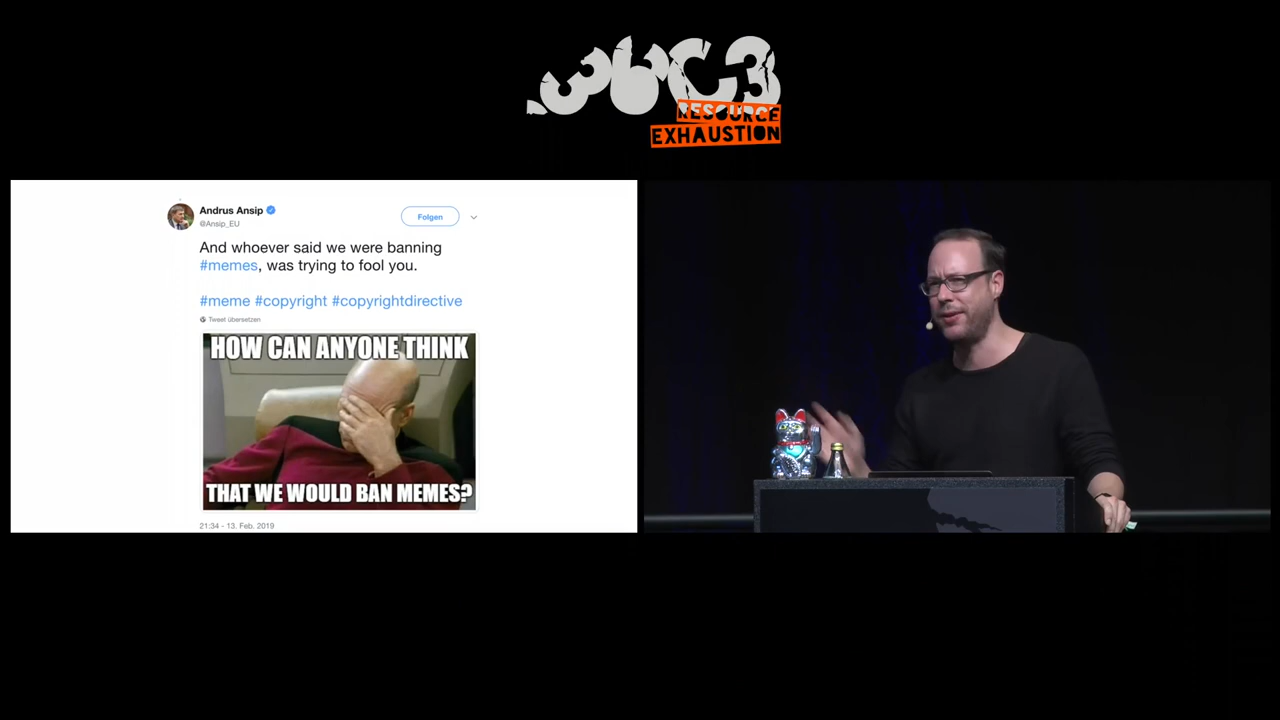 36C3
RESOURCE
EXHAUSTION
Andrus Ansip
@Ansip_EU
Folgen
And whoever said we were banning
#memes, was trying to fool you.
#meme #copyright #copyrightdirective
Tweet übersetzen
HOW CAN ANYONE THINK
THAT WE WOULD BAN MEMES?
21:34 - 13. Feb. 2019